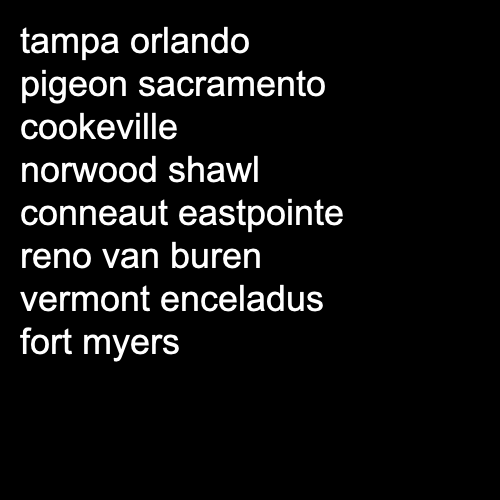 tampa orlando
pigeon sacramento
cookeville
norwood shawl
conneaut eastpointe
reno van buren
vermont enceladus
fort myers